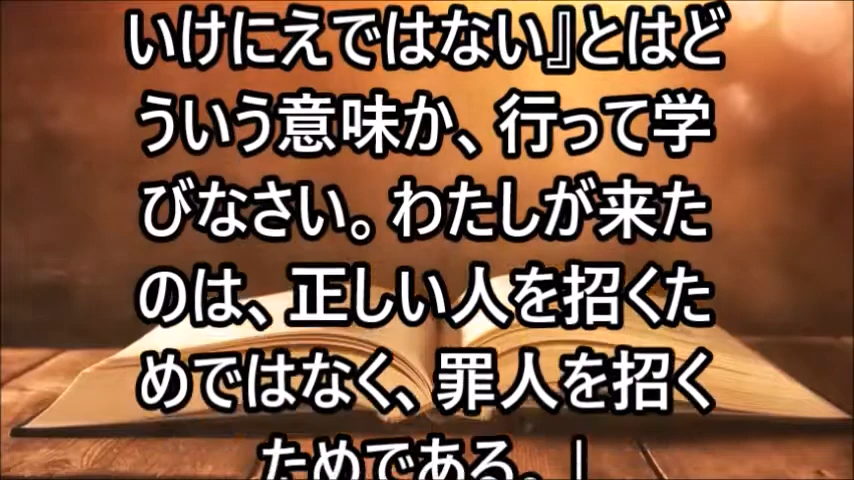 いけにえではない』とはど
ういう意味か、行って学
びなさい。わたしが来た
のは、正しい人を招くた
めではなく、罪人を招く
ためである。」